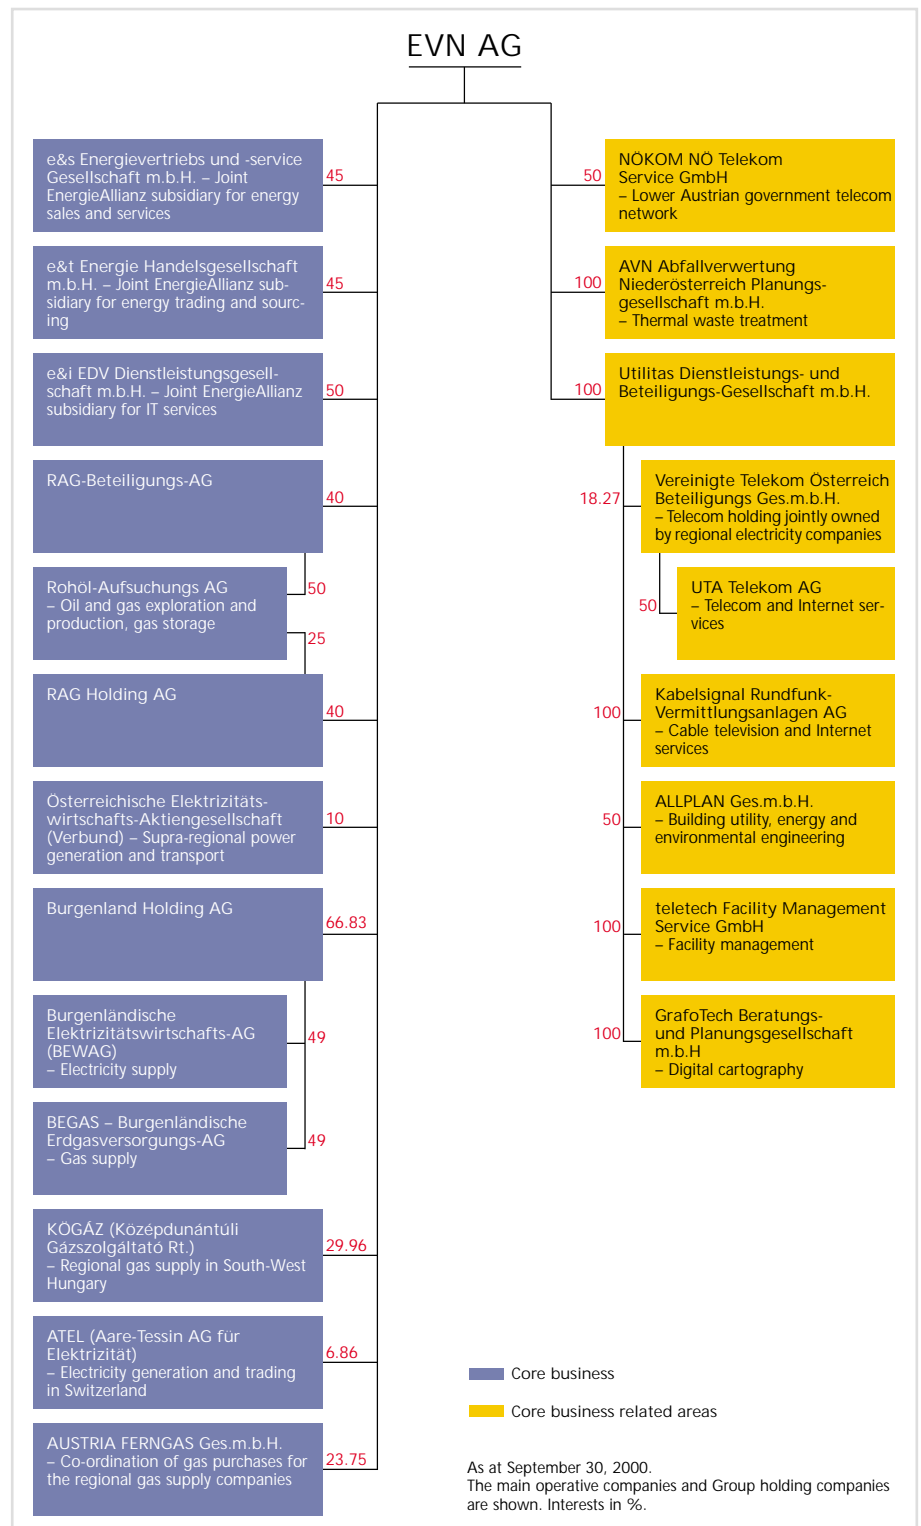 EVN AG
e&s Energievertriebs und -service
Gesellschaft m.b.H. – Joint
EnergieAllianz subsidiary for energy
sales and services
45
e&t Energie Handelsgesellschaft
m.b.H. – Joint EnergieAllianz sub-
sidiary for energy trading and sourc-
ing
45
e&i EDV Dienstleistungsgesell-
schaft m.b.H. – Joint EnergieAllianz
subsidiary for IT services
50
RAG-Beteiligungs-AG
40
Rohöl-Aufsuchungs AG
– Oil and gas exploration and
production, gas storage
50
25
RAG Holding AG
40
Österreichische Elektrizitäts-
wirtschafts-Aktiengesellschaft
(Verbund) – Supra-regional power
generation and transport
10
Burgenland Holding AG
66.83
Burgenländische
Elektrizitätswirtschafts-AG
(BEWAG)
– Electricity supply
49
BEGAS – Burgenländische
Erdgasversorgungs-AG
– Gas supply
49
KÖGÁZ (Középdunántúli
Gázszolgáltató Rt.)
– Regional gas supply in South-West
Hungary
29.96
ATEL (Aare-Tessin AG für
Elektrizität)
– Electricity generation and trading
in Switzerland
6.86
AUSTRIA FERNGAS Ges.m.b.H.
– Co-ordination of gas purchases for
the regional gas supply companies
23.75
50
NÖKOM NÖ Telekom
Service GmbH
– Lower Austrian government telecom
network
100
AVN Abfallverwertung
Niederösterreich Planungs-
gesellschaft m.b.H.
– Thermal waste treatment
100
Utilitas Dienstleistungs- und
Beteiligungs-Gesellschaft m.b.H.
18.27
Vereinigte Telekom Österreich
Beteiligungs Ges.m.b.H.
– Telecom holding jointly owned
by regional electricity companies
50
UTA Telekom AG
– Telecom and Internet ser-
vices
100
Kabelsignal Rundfunk-
Vermittlungsanlagen AG
– Cable television and Internet
services
50
ALLPLAN Ges.m.b.H.
– Building utility, energy and
environmental engineering
100
teletech Facility Management
Service GmbH
– Facility management
100
GrafoTech Beratungs-
und Planungsgesellschaft
m.b.H
– Digital cartography
Core business
Core business related areas
As at September 30, 2000.
The main operative companies and Group holding companies
are shown. Interests in %.